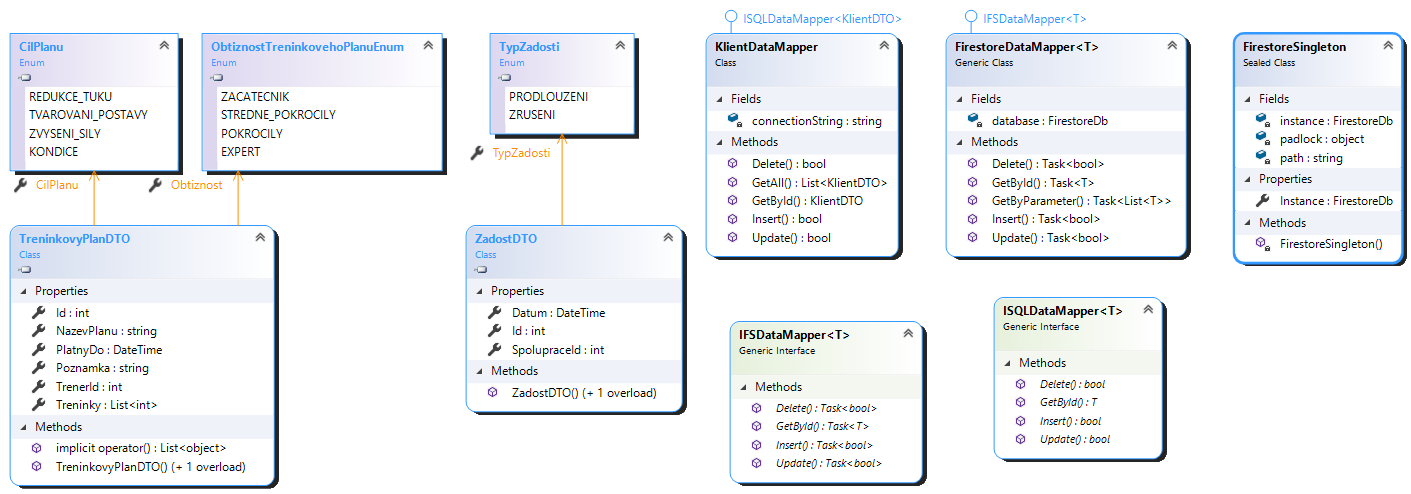 CilPlanu
Enum
REDUKCE_TUKU
TVAROVANI_POSTAVY
ZVYSENI_SILY
KONDICE
CilPlanu
ObtiznostTreninkovehoPlanuEnum
Enum
ZACATECNIK
STREDNE_POKROCILY
POKROCILY
EXPERT
Obtiznost
TypZadosti
Enum
PRODLOUZENI
ZRUSENI
TypZadosti
ISQLDataMapper<KlientDTO>
KlientDataMapper
Class
Fields
connectionString : string
Methods
Delete() : bool
GetAll() : List<KlientDTO>
GetById() : KlientDTO
Insert() : bool
Update() : bool
IFSDataMapper<T>
FirestoreDataMapper<T>
Generic Class
Fields
database : FirestoreDb
Methods
Delete() : Task<bool>
GetById() : Task<T>
GetByParameter() : Task<List<T>>
Insert() : Task<bool>
Update() : Task<bool>
FirestoreSingleton
Sealed Class
Fields
instance : FirestoreDb
padlock : object
path : string
Properties
Instance : FirestoreDb
Methods
FirestoreSingleton()
TreninkovyPlanDTO
Class
Properties
Id : int
NazevPlanu : string
PlatnyDo : DateTime
Poznamka : string
TrenerId : int
Treninky : List<int>
Methods
implicit operator() : List<object>
TreninkovyPlanDTO() (+ 1 overload)
ZadostDTO
Class
Properties
Datum : DateTime
Id : int
SpolupraceId : int
Methods
ZadostDTO() (+ 1 overload)
IFSDataMapper<T>
Generic Interface
Methods
Delete() : Task<bool>
GetById() : Task<T>
Insert() : Task<bool>
Update() : Task<bool>
ISQLDataMapper<T>
Generic Interface
Methods
Delete() : bool
GetById() : T
Insert() : bool
Update() : bool